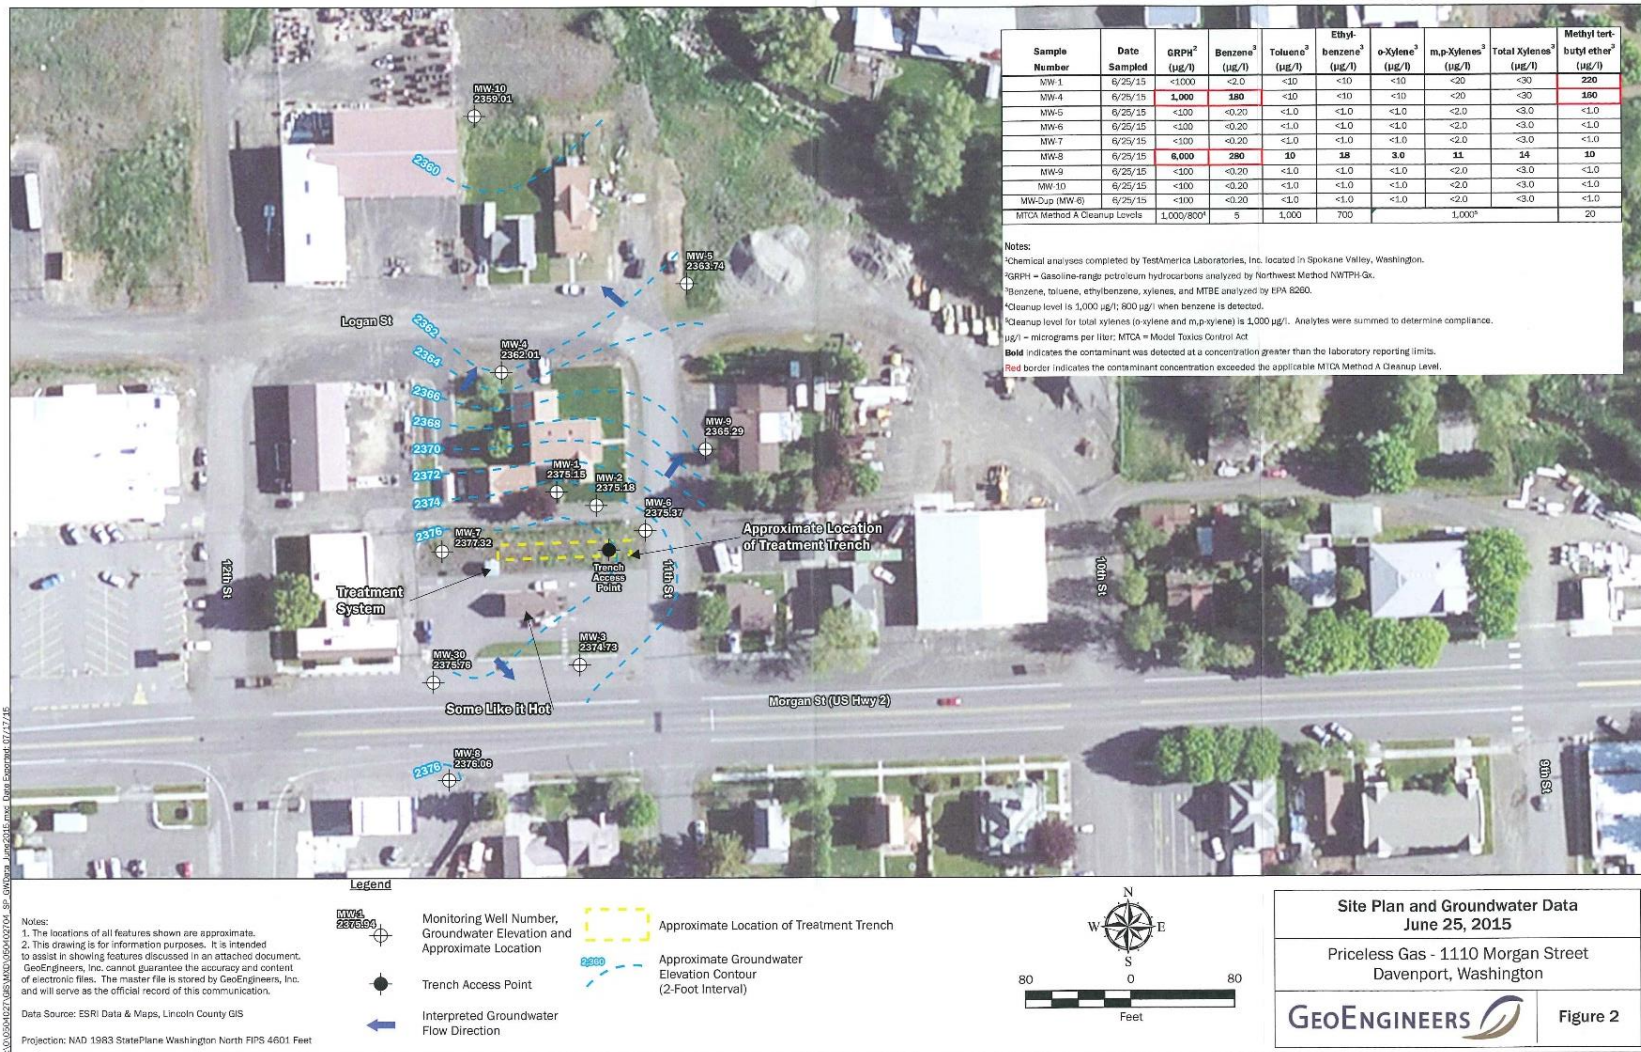 Sample Number Date Sampled GRPH2 (µg/l) Benzene3 (µg/l) Toluene3 (µg/l) Ethyl-benzene3 (µg/l) o-Xylene3 (µg/l) m,p-Xylenes3 (µg/l) Total Xylenes3 (µg/l) Methyl tert-butyl ether3 (µg/l)
MW-1 6/25/15 <1000 <2.0 <10 <10 <10 <20 <30 220
MW-4 6/25/15 1,000 180 <10 <10 <10 <20 <30 160
MW-5 6/25/15 <100 <0.20 <1.0 <1.0 <1.0 <2.0 <3.0 <1.0
MW-6 6/25/15 <100 <0.20 <1.0 <1.0 <1.0 <2.0 <3.0 <1.0
MW-7 6/25/15 <100 <0.20 <1.0 <1.0 <1.0 <2.0 <3.0 <1.0
MW-8 6/25/15 6,000 280 10 18 3.0 11 14 10
MW-9 6/25/15 <100 <0.20 <1.0 <1.0 <1.0 <2.0 <3.0 <1.0
MW-10 6/25/15 <100 <0.20 <1.0 <1.0 <1.0 <2.0 <3.0 <1.0
MW-Dup (MW-6) 6/25/15 <100 <0.20 <1.0 <1.0 <1.0 <2.0 <3.0 <1.0
MTCA Method A Cleanup Levels 1,000/8004 5 1,000 700 1,0005 20
Notes:
1Chemical analyses completed by TestAmerica Laboratories, Inc. located in Spokane Valley, Washington.
2GRPH = Gasoline-range petroleum hydrocarbons analyzed by Northwest Method NWTPH-Gx.
3Benzene, toluene, ethylbenzene, xylenes, and MTBE analyzed by EPA 8260.
4Cleanup level is 1,000 µg/l; 800 µg/l when benzene is detected.
5Cleanup level for total xylenes (o-xylene and m,p-xylene) is 1,000 µg/l. Analytes were summed to determine compliance.
µg/l = micrograms per liter; MTCA = Model Toxics Control Act
Bold indicates the contaminant was detected at a concentration greater than the laboratory reporting limits.
Red border indicates the contaminant concentration exceeded the applicable MTCA Method A Cleanup Level.
MW-10
2359.01
2360
MW-5
2363.74
Logan St
2362
MW-4
2362.01
2364
2366
2368
MW-9
2365.29
2370
2372
MW-1
2375.15
MW-2
2375.18
2374
MW-6
2375.37
2376
MW-7
2377.32
Approximate Location
of Treatment Trench
Trench
Access
Point
12th St
11th St
10th St
9th St
Treatment
System
MW-3
2374.73
MW-30
2375.76
Some Like it Hot
Morgan St (US Hwy 2)
MW-8
2376.06
2376
Legend
Notes:
1. The locations of all features shown are approximate.
2. This drawing is for information purposes. It is intended
to assist in showing features discussed in an attached document.
GeoEngineers, Inc. cannot guarantee the accuracy and content
of electronic files. The master file is stored by GeoEngineers, Inc.
and will serve as the official record of this communication.
Data Source: ESRI Data & Maps, Lincoln County GIS
Projection: NAD 1983 StatePlane Washington North FIPS 4601 Feet
MW-1
2375.94
Monitoring Well Number,
Groundwater Elevation and
Approximate Location
Trench Access Point
Interpreted Groundwater
Flow Direction
Approximate Location of Treatment Trench
Approximate Groundwater
Elevation Contour
(2-Foot Interval)
N
W E
S
80 0 80
Feet
Site Plan and Groundwater Data
June 25, 2015
Priceless Gas - 1110 Morgan Street
Davenport, Washington
GEOENGINEERS
Figure 2